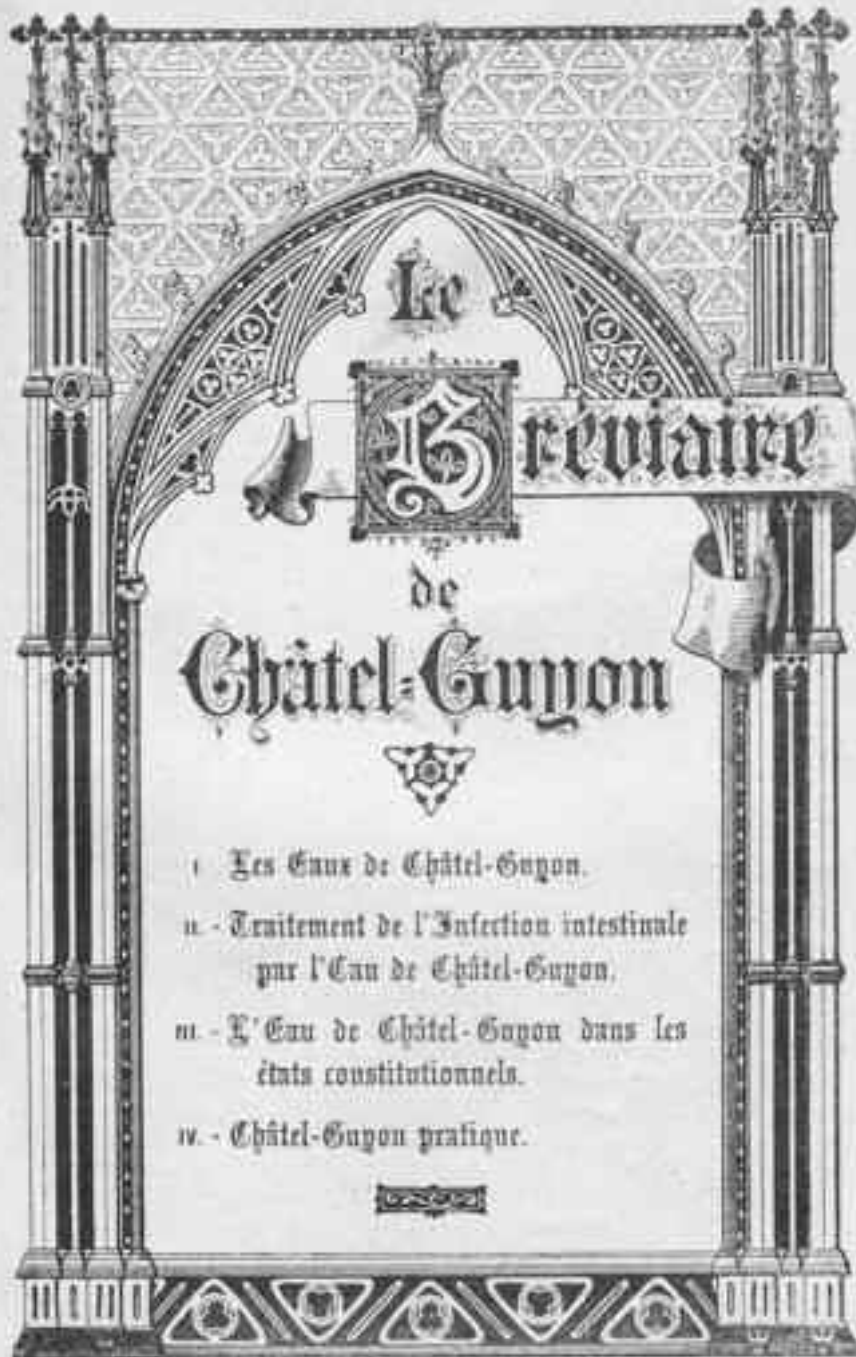 Le
Bréviaire
de
Châtel-Guyon
I Les Eaux de Châtel-Guyon.
II. - Traitement de l'Infection intestinale
par l'Eau de Châtel-Guyon.
III. - L'Eau de Châtel-Guyon dans les
états constitutionnels.
IV. - Châtel-Guyon pratique.